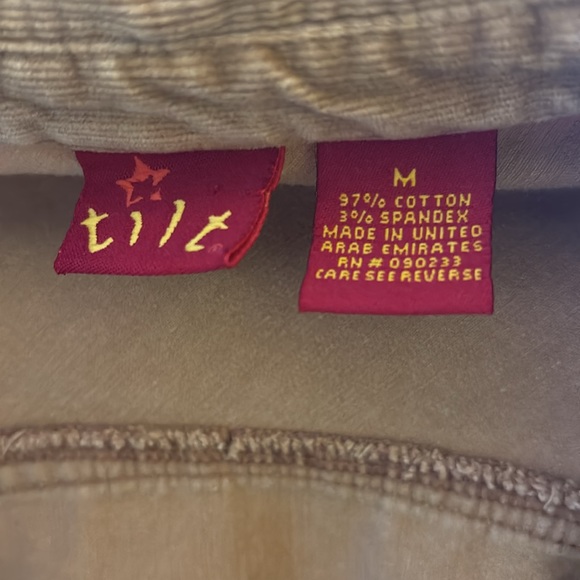 tilt
M
97% COTTON
3% SPANDEX
MADE IN UNITED
ARAB EMIRATES
RN # 090233
CARE SEE REVERSE